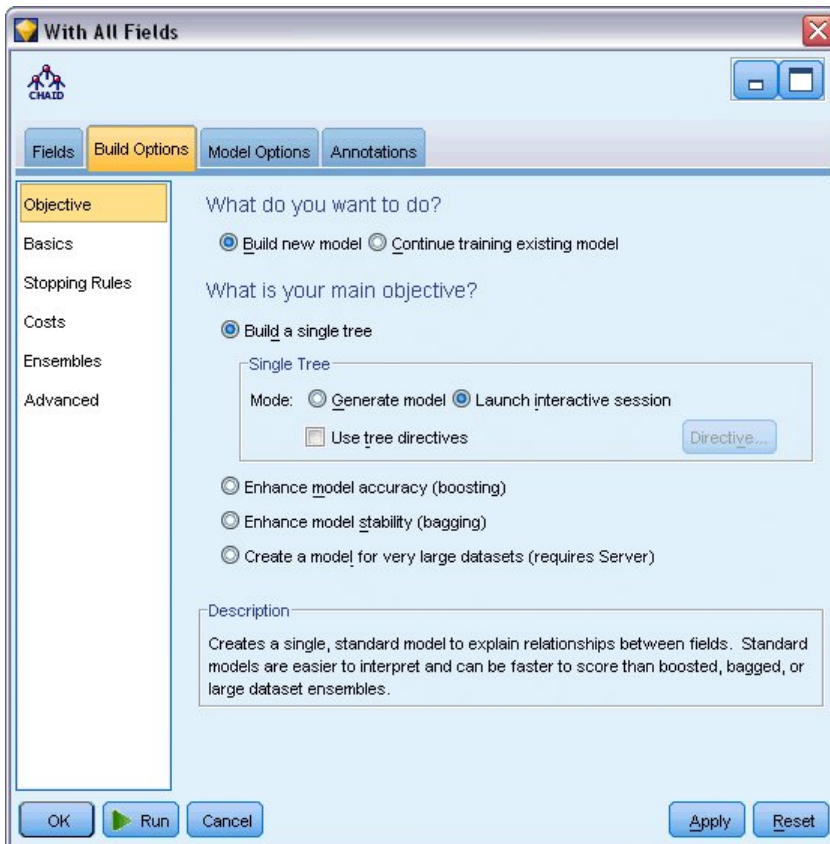 With All Fields
CHAID
Fields Build Options Model Options Annotations
Objective
Basics
Stopping Rules
Costs
Ensembles
Advanced
What do you want to do?
Build new model Continue training existing model
What is your main objective?
Build a single tree
Single Tree
Mode: Generate model Launch interactive session
Use tree directives Directive...
Enhance model accuracy (boosting)
Enhance model stability (bagging)
Create a model for very large datasets (requires Server)
Description
Creates a single, standard model to explain relationships between fields. Standard
models are easier to interpret and can be faster to score than boosted, bagged, or
large dataset ensembles.
OK Run Cancel Apply Reset